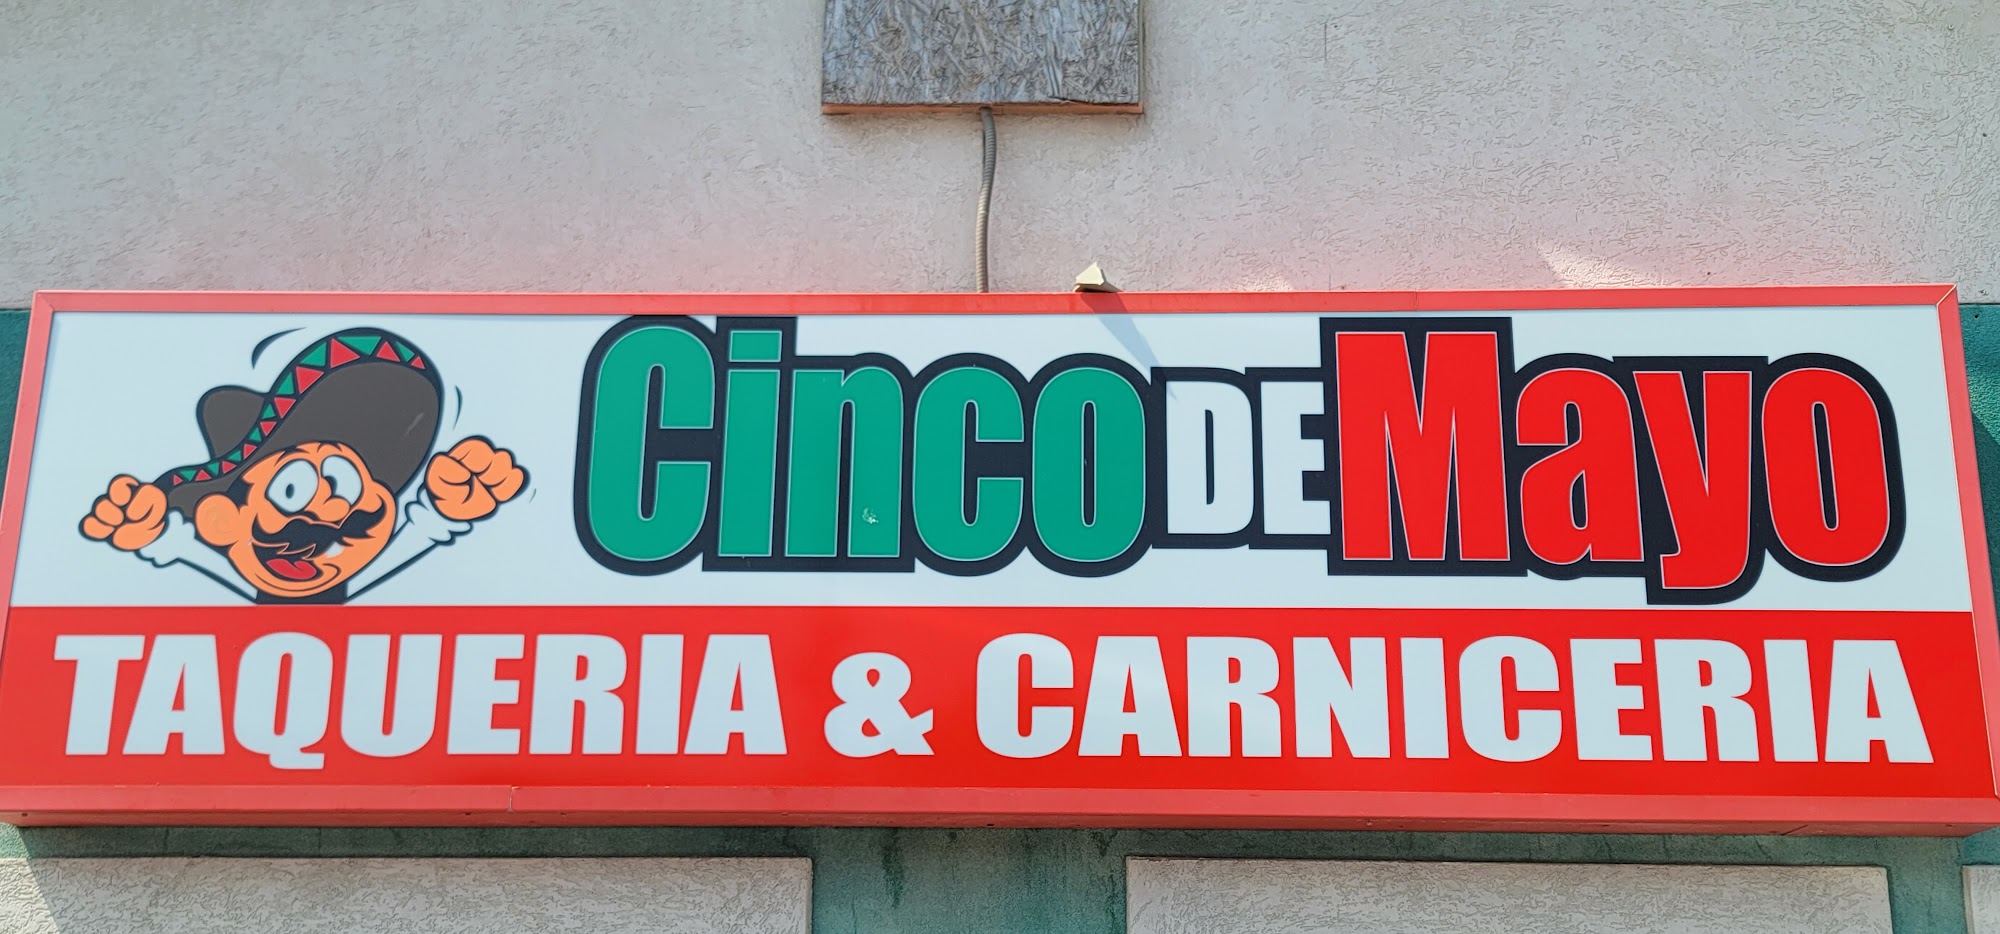 Cinco DE Mayo
TAQUERIA & CARNICERIA